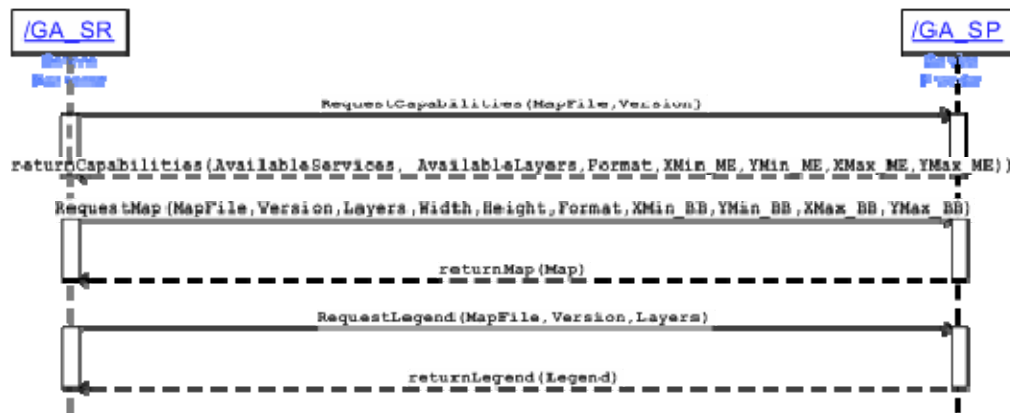 /GA_SR
/GA_SP
RequestCapabilities(MapFile,Version)
returnCapabilities(AvailableServices, AvailableLayers,Format,XMin_ME,YMin_ME,XMax_ME,YMax_ME))
RequestMap(MapFile,Version,Layers,Width,Height,Format,XMin_BB,YMin_BB,XMax_BB,YMax_BB)
returnMap(Map)
RequestLegend(MapFile,Version,Layers)
returnLegend(Legend)